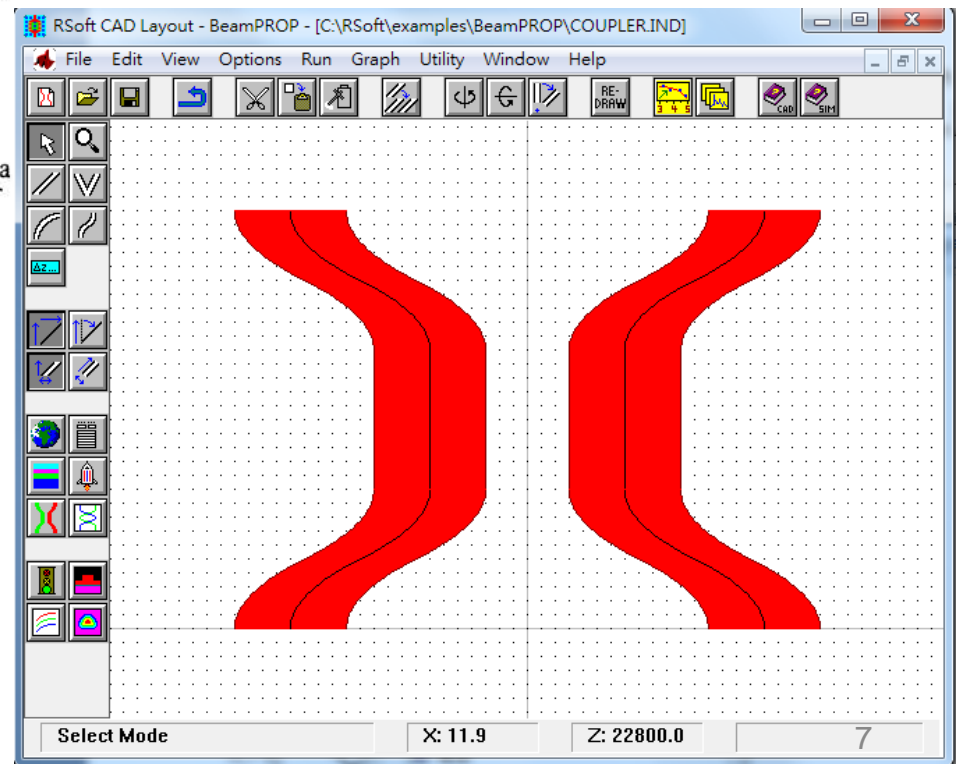 RSoft CAD Layout - BeamPROP - [C:\RSoft\examples\BeamPROP\COUPLER.IND]
File Edit View Options Run Graph Utility Window Help
RE-
DRAW
3 4 5
CAD
SIM
a
Δz...
Select Mode
X: 11.9
Z: 22800.0
7